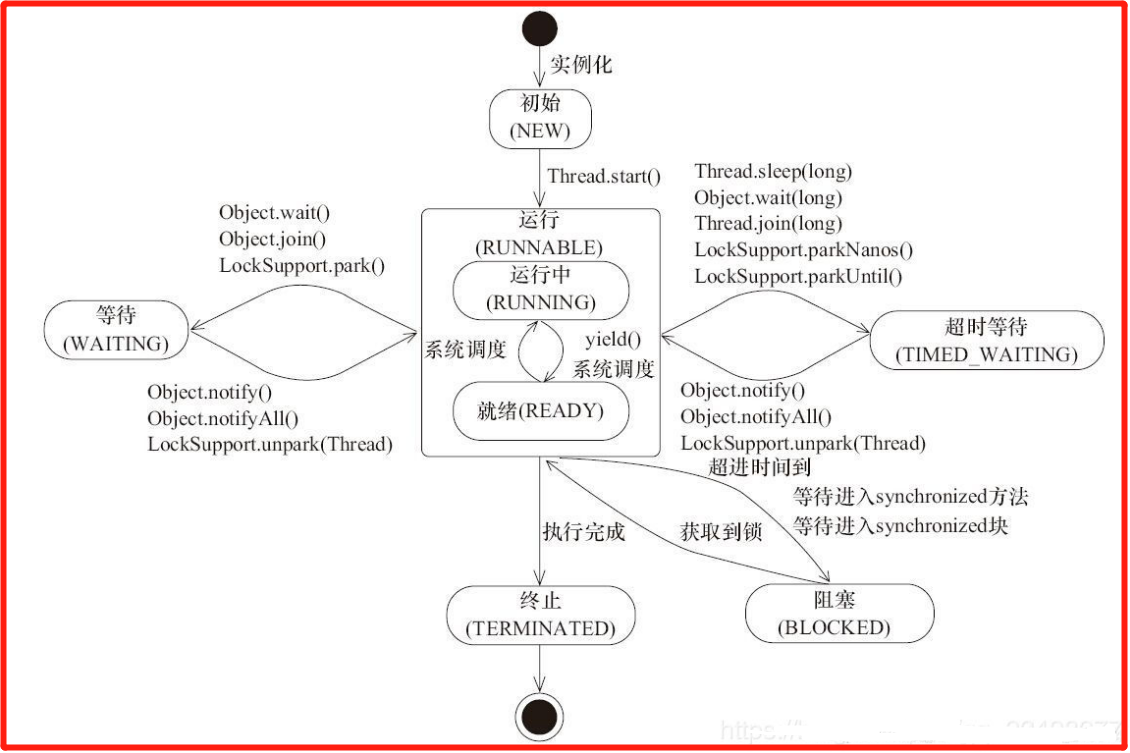 实例化
初始
(NEW)
Thread.start()
Object.wait()
Object.join()
LockSupport.park()
Thread.sleep(long)
Object.wait(long)
Thread.join(long)
LockSupport.parkNanos()
LockSupport.parkUntil()
运行
(RUNNABLE)
运行中
(RUNNING)
等待
(WAITING)
系统调度
yield()
系统调度
超时等待
(TIMED_WAITING)
就绪(READY)
Object.notify()
Object.notifyAll()
LockSupport.unpark(Thread)
Object.notify()
Object.notifyAll()
LockSupport.unpark(Thread)
超进时间到
等待进入synchronized方法
等待进入synchronized块
执行完成
获取到锁
终止
(TERMINATED)
阻塞
(BLOCKED)